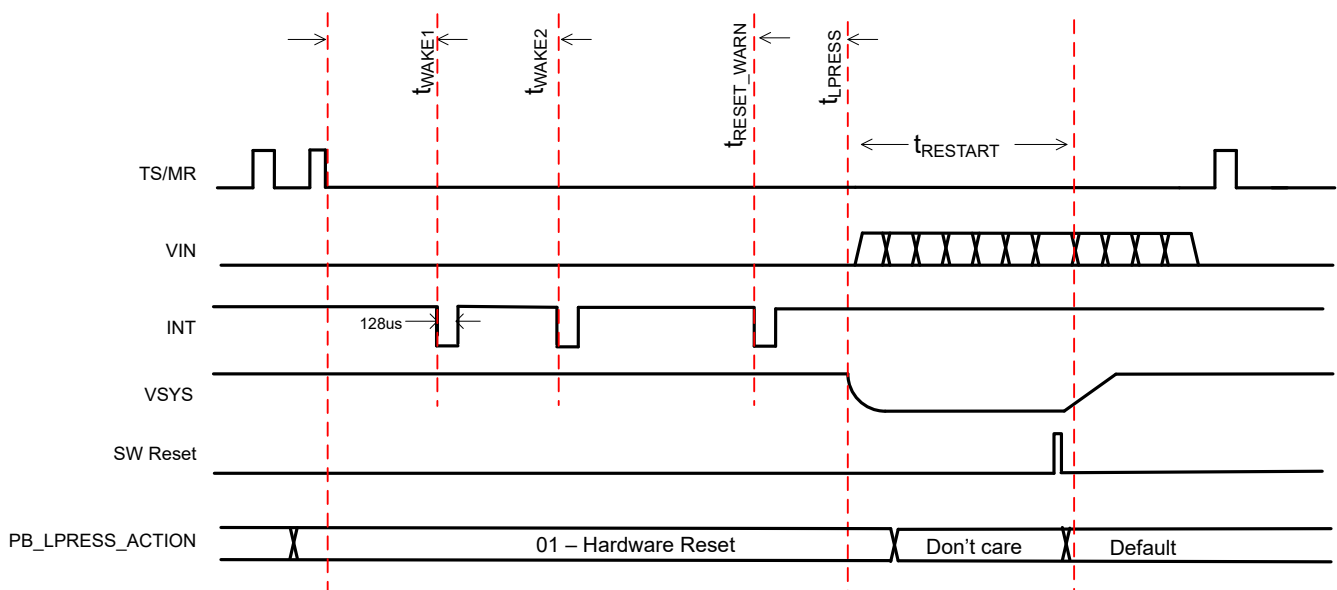 tWAKE1
tWAKE2
tRESET_WARN
tLPRESS
tRESTART
TS/MR
VIN
INT
128us
VSYS
SW Reset
PB_LPRESS_ACTION
01 – Hardware Reset
Don't care
Default